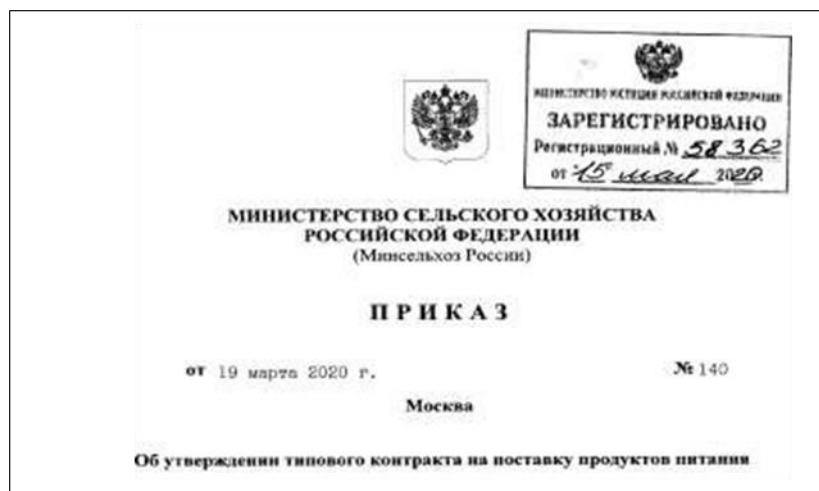 МИНИСТЕРСТВО ЮСТИЦИИ РОССИЙСКОЙ ФЕДЕРАЦИИ
ЗАРЕГИСТРИРОВАНО
Регистрационный № 58362
от "15 мая 2020.
МИНИСТЕРСТВО СЕЛЬСКОГО ХОЗЯЙСТВА
РОССИЙСКОЙ ФЕДЕРАЦИИ
(Минсельхоз России)
ПРИКАЗ
от 19 марта 2020 г. № 140
Москва
Об утверждении типового контракта на поставку продуктов питания